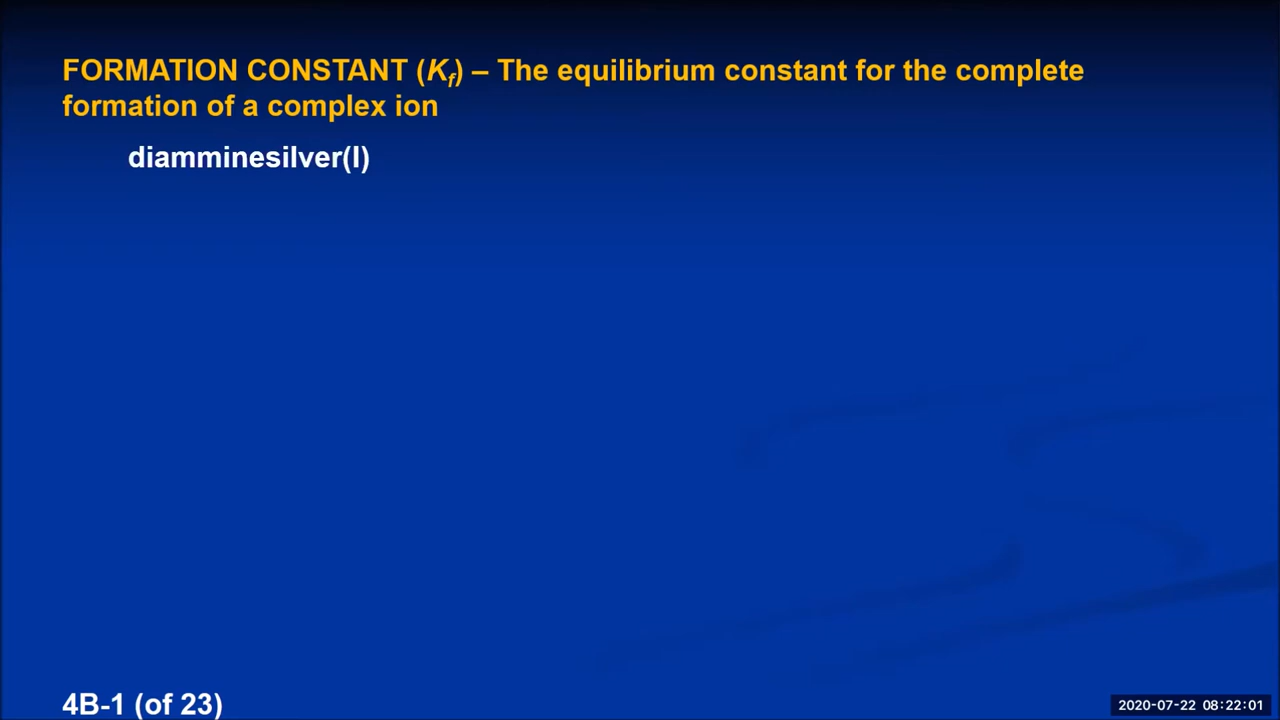 FORMATION CONSTANT (Kf) – The equilibrium constant for the complete
formation of a complex ion
diamminesilver(I)
4B-1 (of 23)
2020-07-22 08:22:01